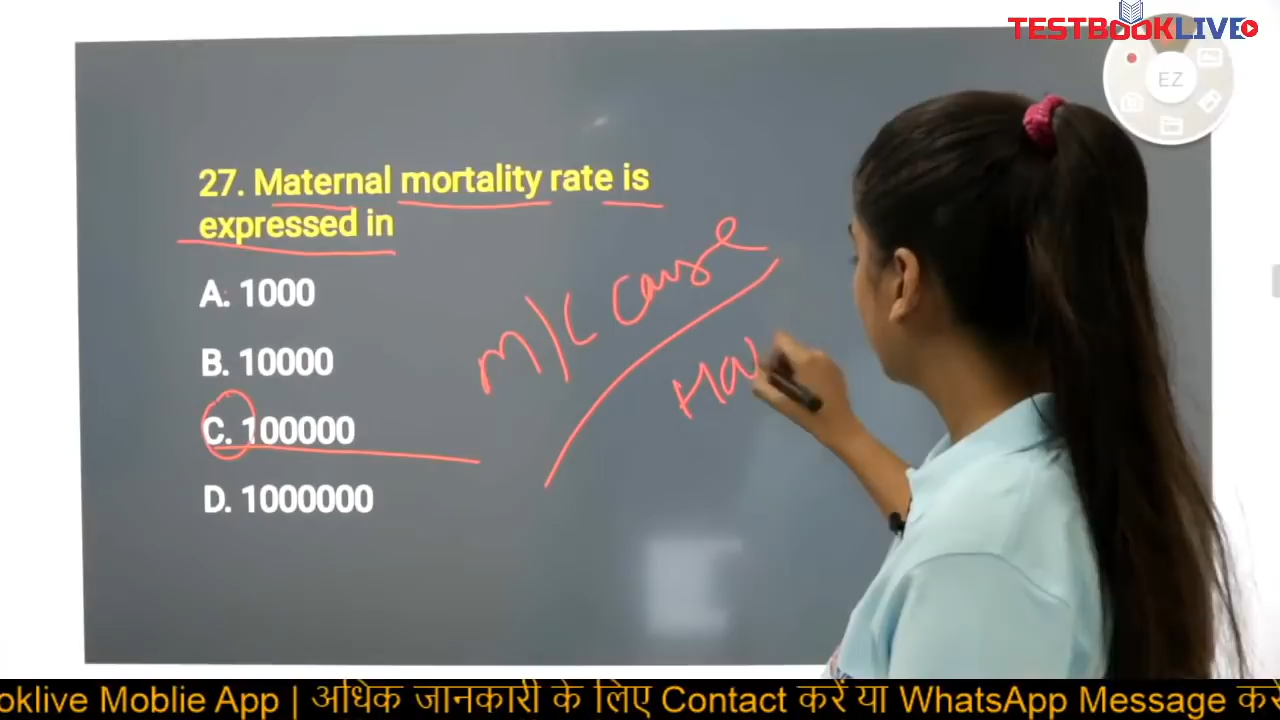 TESTBOOKLIVE
EZ
27. Maternal mortality rate is
expressed in
A. 1000
B. 10000
C. 100000
D. 1000000
M/C cause
oklive Moblie App | अधिक जानकारी के लिए Contact करें या WhatsApp Message करें